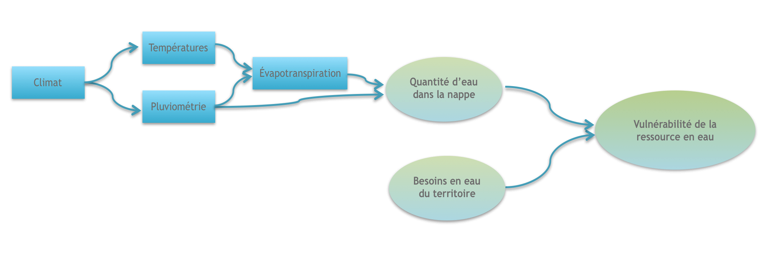 Climat
Températures
Pluviométrie
Évapotranspiration
Quantité d'eau
dans la nappe
Besoins en eau
du territoire
Vulnérabilité de la
ressource en eau